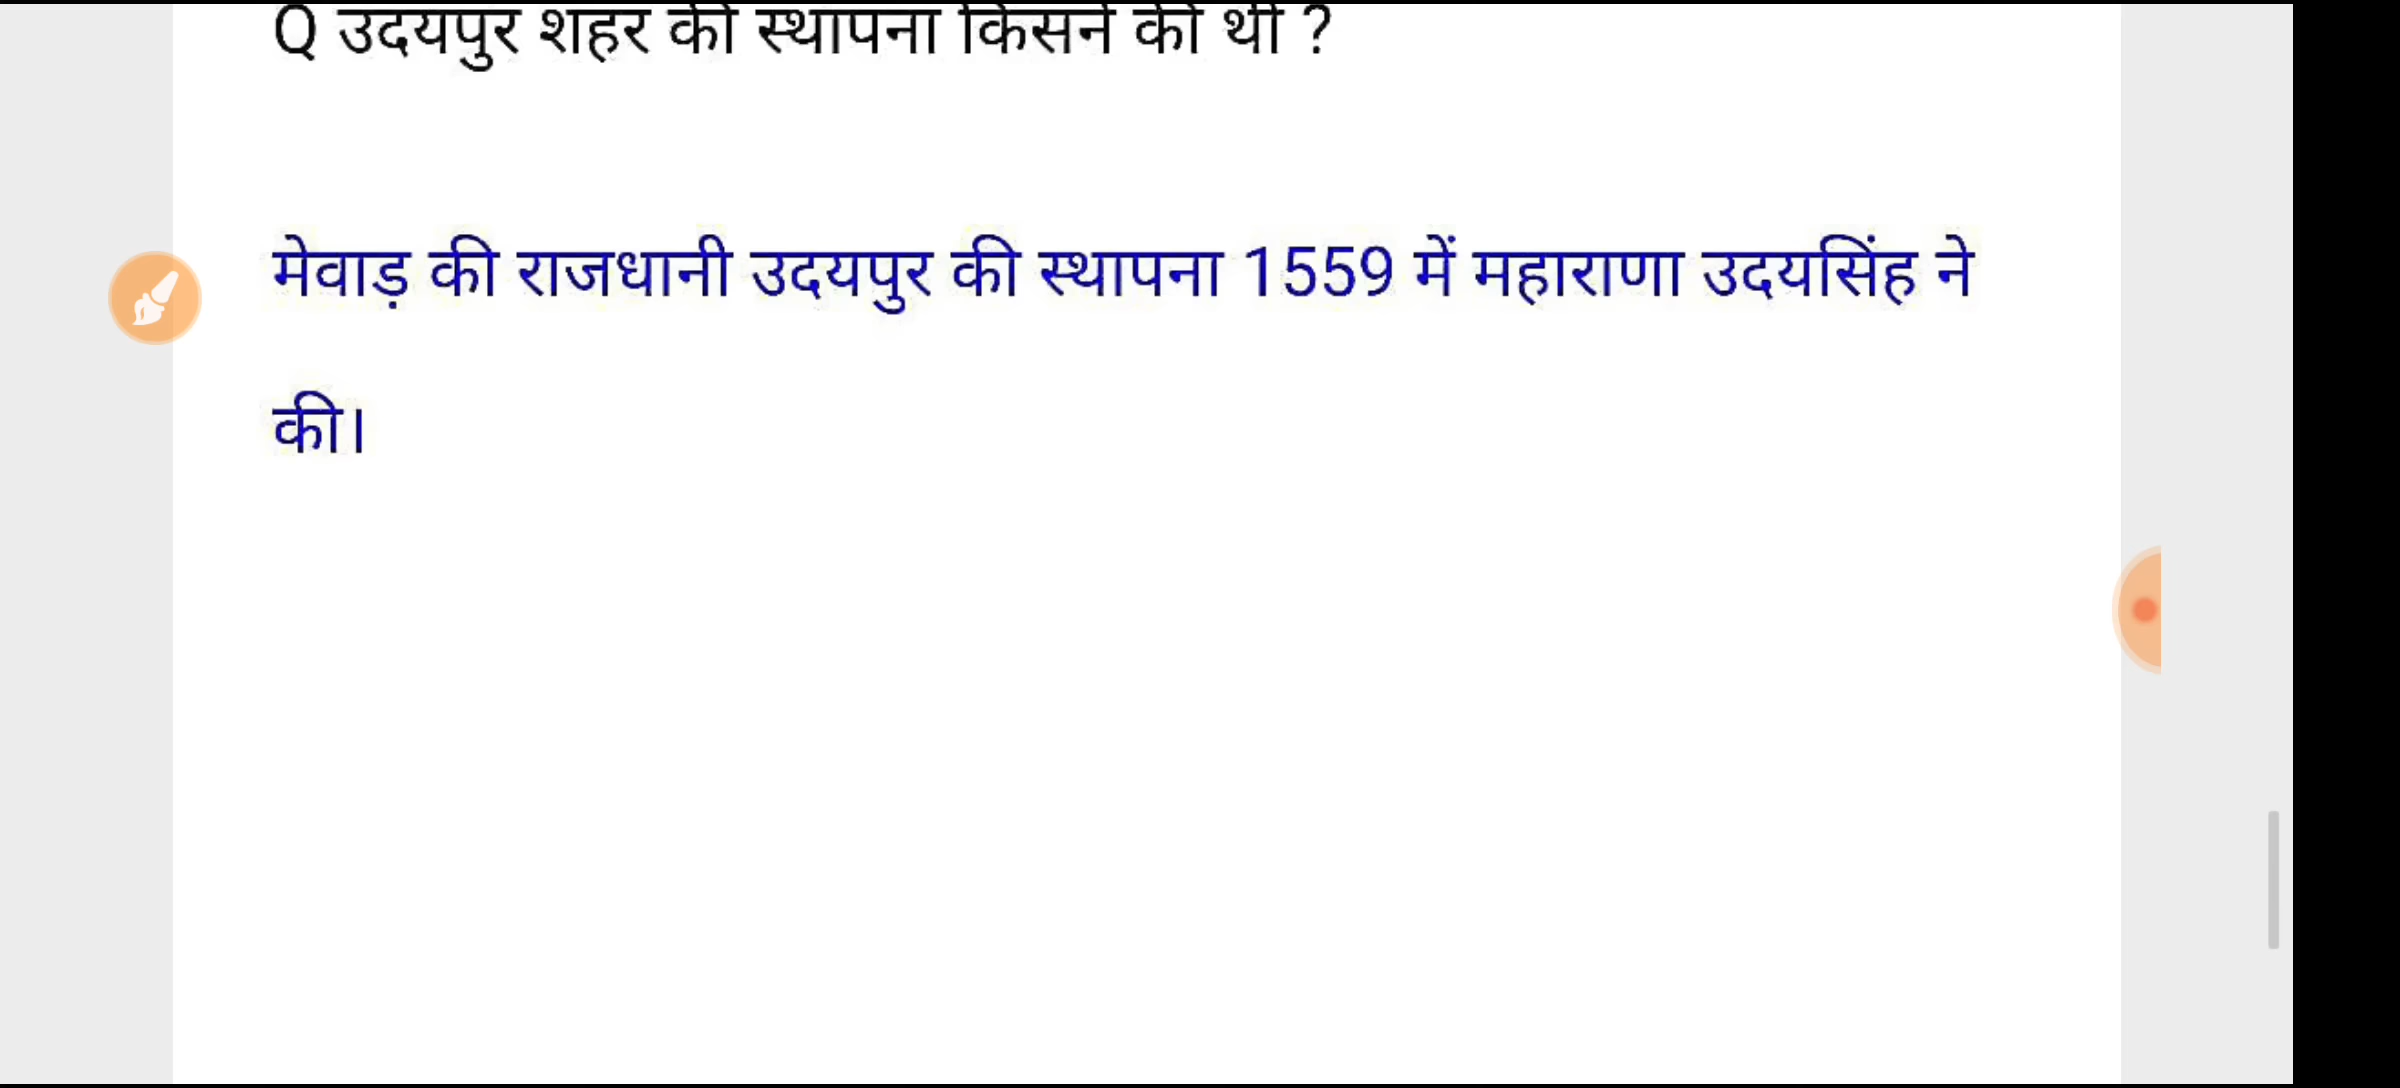 Q उदयपुर शहर की स्थापना किसने की थी ?
मेवाड़ की राजधानी उदयपुर की स्थापना 1559 में महाराणा उदयसिंह ने
की।